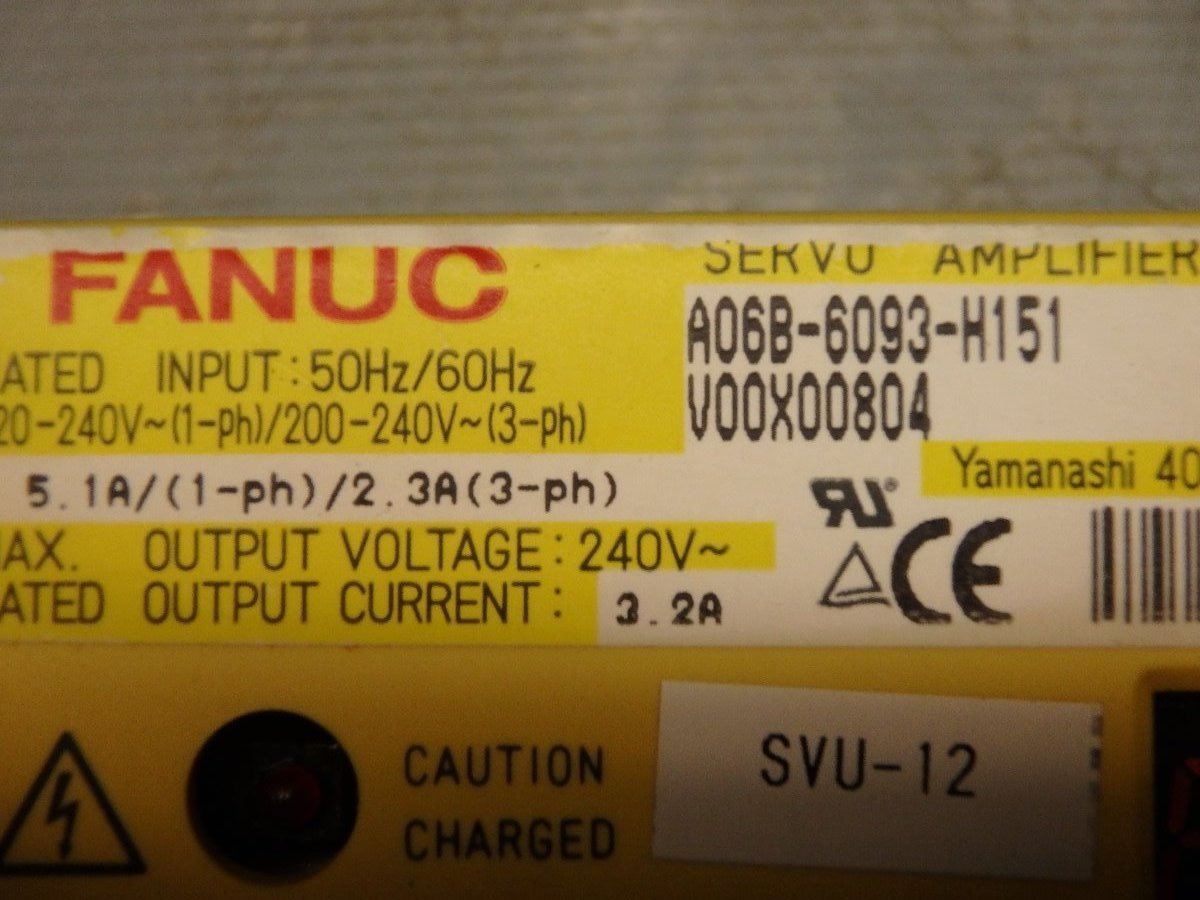 FANUC
SERVO AMPLIFIER
A06B-6093-H151
ATED INPUT:50Hz/60Hz
20-240V~(1-ph)/200-240V~(3-ph)
V00X00804
5.1A/(1-ph)/2.3A(3-ph)
Yamanashi 40
AX. OUTPUT VOLTAGE:240V~
ATED OUTPUT CURRENT: 3.2A
CE
CAUTION
CHARGED
SVU-12